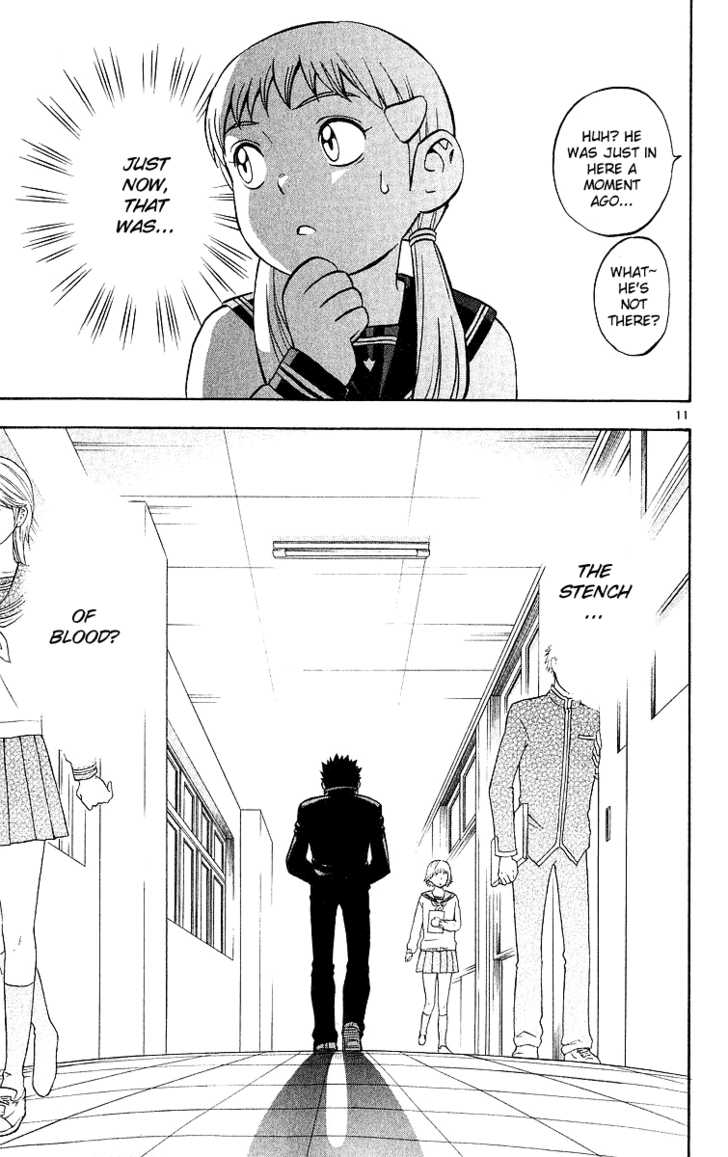 HUH? HE
WAS JUST IN
HERE A
MOMENT
AGO...
WHAT~
HE'S
NOT
THERE?
JUST
NOW,
THAT
WAS...
11
THE
STENCH
...
OF
BLOOD?